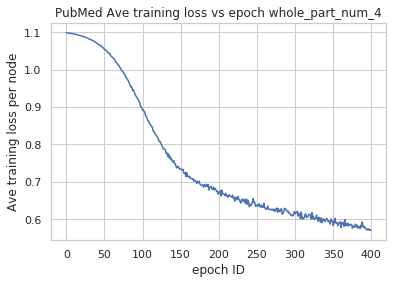 PubMed Ave training loss vs epoch whole_part_num_4
Ave training loss per node
1.1
1.0
0.9
0.8
0.7
0.6
0 50 100 150 200 250 300 350 400
epoch ID